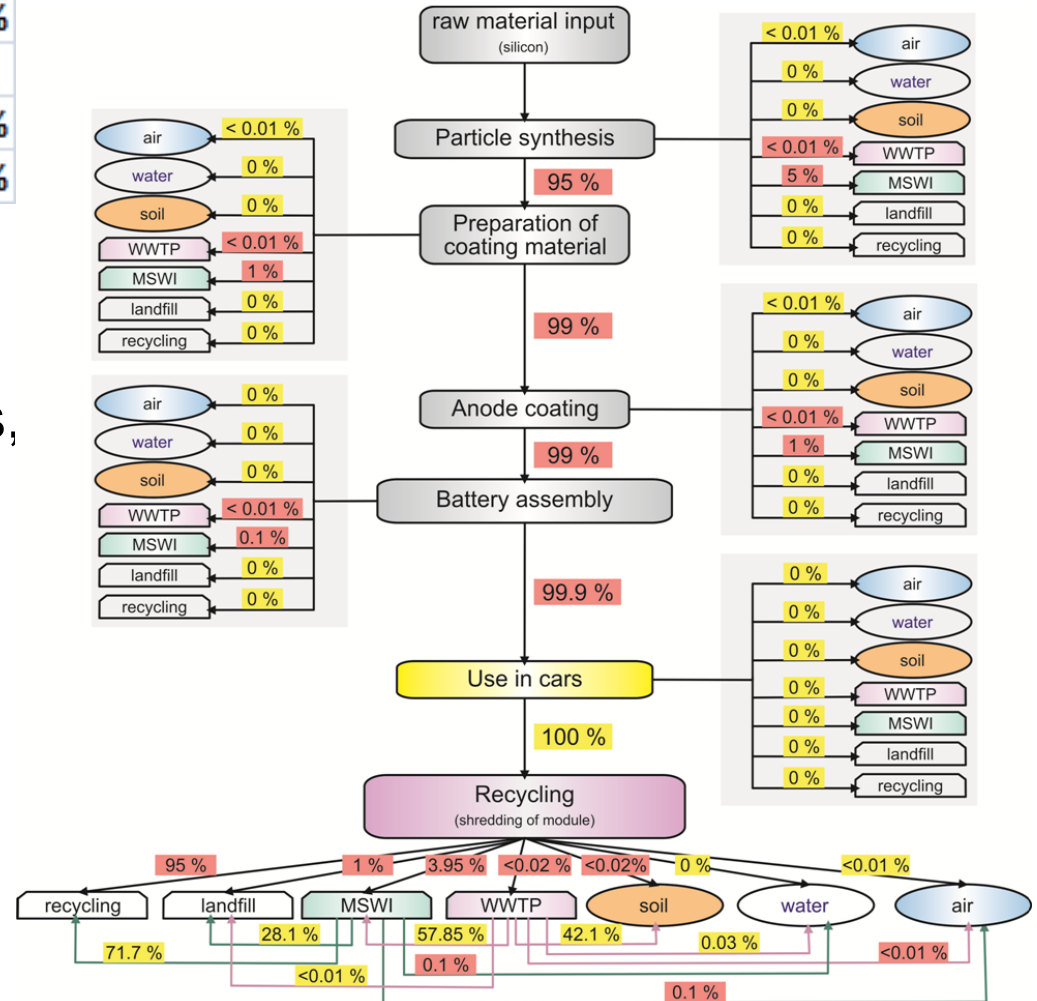 %
%
%
s,
raw material input
(silicon)
< 0.01 %
air
0 %
water
0 %
soil
< 0.01 %
WWTP
5 %
MSWI
0 %
landfill
0 %
recycling
Particle synthesis
95 %
air
< 0.01 %
water
0 %
soil
0 %
WWTP
< 0.01 %
MSWI
1 %
landfill
0 %
recycling
0 %
Preparation of
coating material
99 %
< 0.01 %
air
0 %
water
0 %
soil
< 0.01 %
WWTP
1 %
MSWI
0 %
landfill
0 %
recycling
Anode coating
99 %
air
0 %
water
0 %
soil
0 %
WWTP
< 0.01 %
MSWI
0.1 %
landfill
0 %
recycling
0 %
Battery assembly
99.9 %
0 %
air
0 %
water
0 %
soil
0 %
WWTP
0 %
MSWI
0 %
landfill
0 %
recycling
Use in cars
100 %
Recycling
(shredding of module)
95 %
1 %
3.95 %
<0.02 %
<0.02%
0 %
<0.01 %
recycling
landfill
MSWI
WWTP
soil
water
air
71.7 %
28.1 %
57.85 %
42.1 %
0.03 %
<0.01 %
<0.01 %
0.1 %
0.1 %